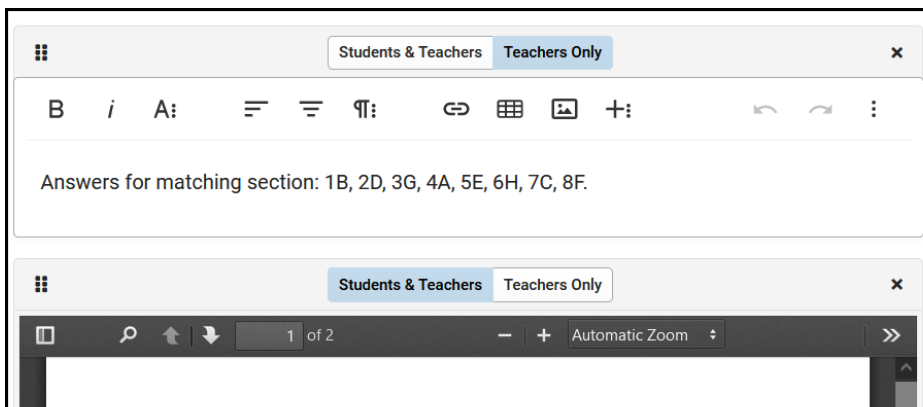 Students & Teachers Teachers Only
B i A
Answers for matching section: 1B, 2D, 3G, 4A, 5E, 6H, 7C, 8F.
Students & Teachers Teachers Only
1 of 2 Automatic Zoom